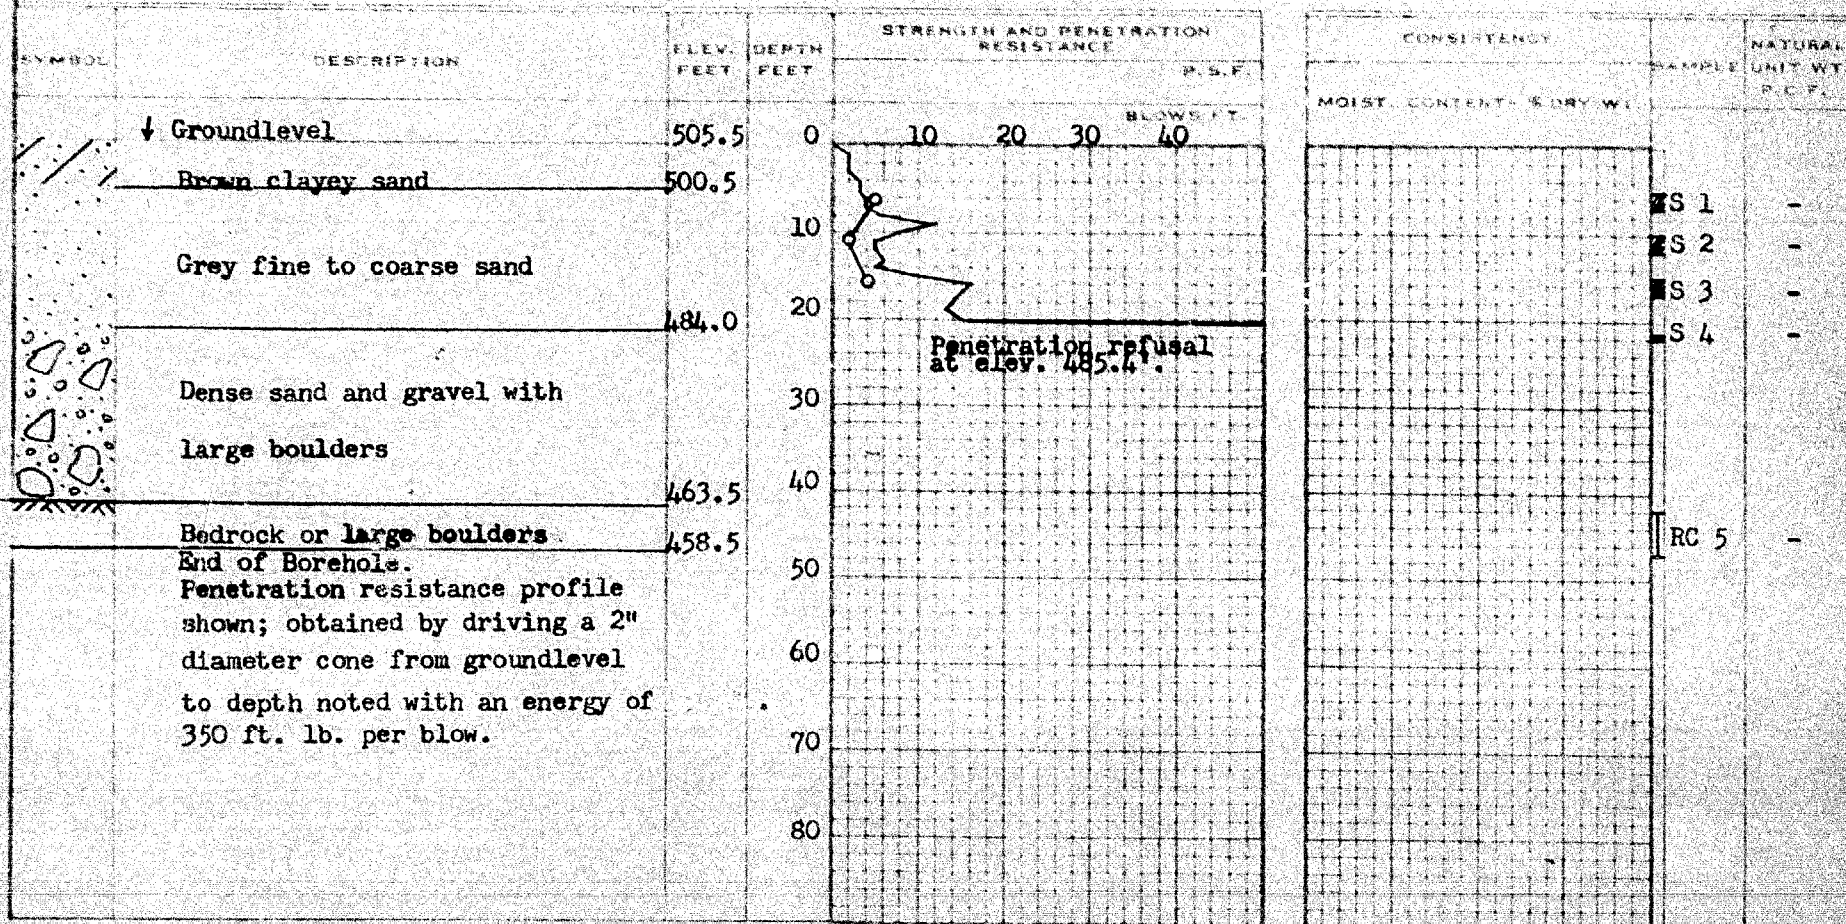 SYMBOL
DESCRIPTION
ELEV.
FEET
DEPTH
FEET
STRENGTH AND PENETRATION
RESISTANCE
P.S.F.
BLOWS/FT.
CONSISTENCY
MOIST. CONTENT % DRY WT.
SAMPLE
NATURAL
UNIT WT
P.C.F.
Groundlevel 505.5 0 10 20 30 40
Brown clayey sand 500.5
S 1 -
10
S 2 -
Grey fine to coarse sand
S 3 -
20
484.0
S 4 -
Penetration refusal
at elev. 485.4'.
Dense sand and gravel with
30
large boulders
40
463.5
Bedrock or large boulders 458.5
RC 5 -
End of Borehole.
50
Penetration resistance profile
shown; obtained by driving a 2"
diameter cone from groundlevel
60
to depth noted with an energy of
350 ft. lb. per blow.
70
80